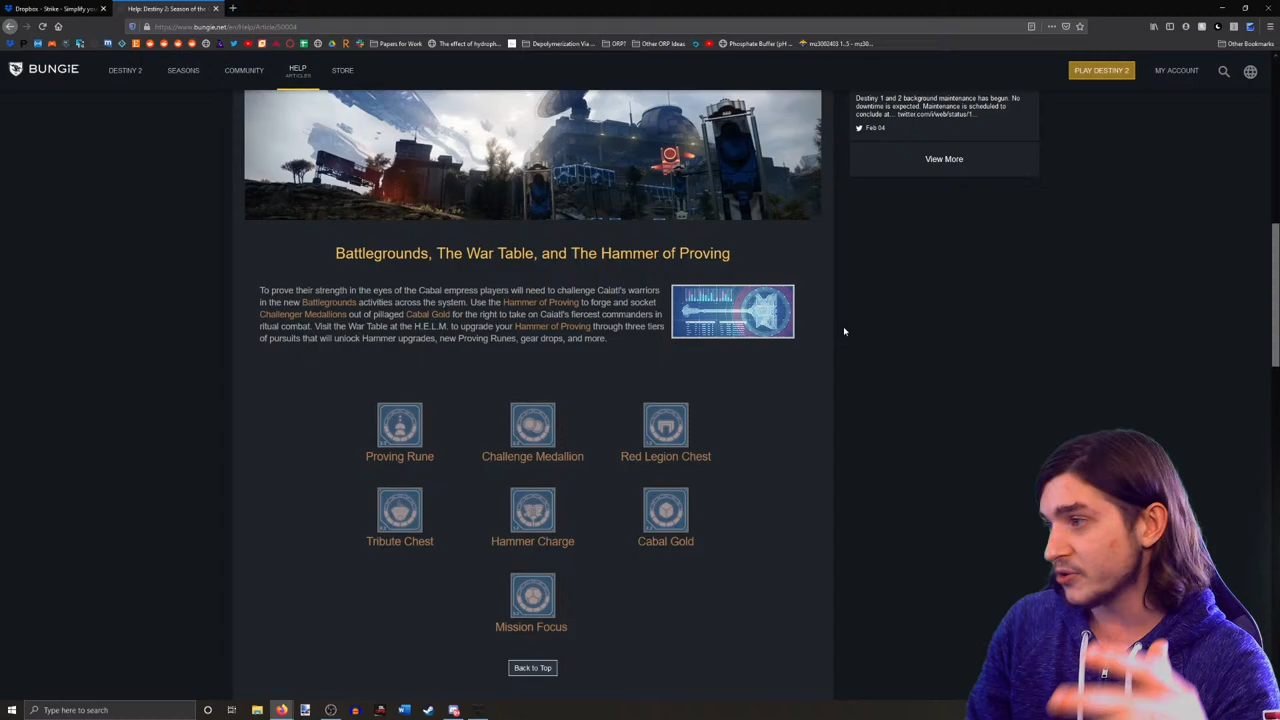 Dropbox - Strike - Simplify you
Help: Destiny 2: Season of the
https://www.bungie.net/en/Help/Article/50004
Papers for Work
The effect of hydroph...
Depolymerization Via ...
ORP?
Other ORP Ideas
Phosphate Buffer (pH ...
mz3002403 1..5 - mz30...
Other Bookmarks
BUNGIE
DESTINY 2
SEASONS
COMMUNITY
HELP
ARTICLES
STORE
PLAY DESTINY 2
MY ACCOUNT
Destiny 1 and 2 background maintenance has begun. No
downtime is expected. Maintenance is scheduled to
conclude at... twitter.com/i/web/status/1...
Feb 04
View More
Battlegrounds, The War Table, and The Hammer of Proving
To prove their strength in the eyes of the Cabal empress players will need to challenge Caiatl's warriors
in the new Battlegrounds activities across the system. Use the Hammer of Proving to forge and socket
Challenger Medallions out of pillaged Cabal Gold for the right to take on Caiatl's fiercest commanders in
ritual combat. Visit the War Table at the H.E.L.M. to upgrade your Hammer of Proving through three tiers
of pursuits that will unlock Hammer upgrades, new Proving Runes, gear drops, and more.
Proving Rune
Challenge Medallion
Red Legion Chest
Tribute Chest
Hammer Charge
Cabal Gold
Mission Focus
Back to Top
Type here to search